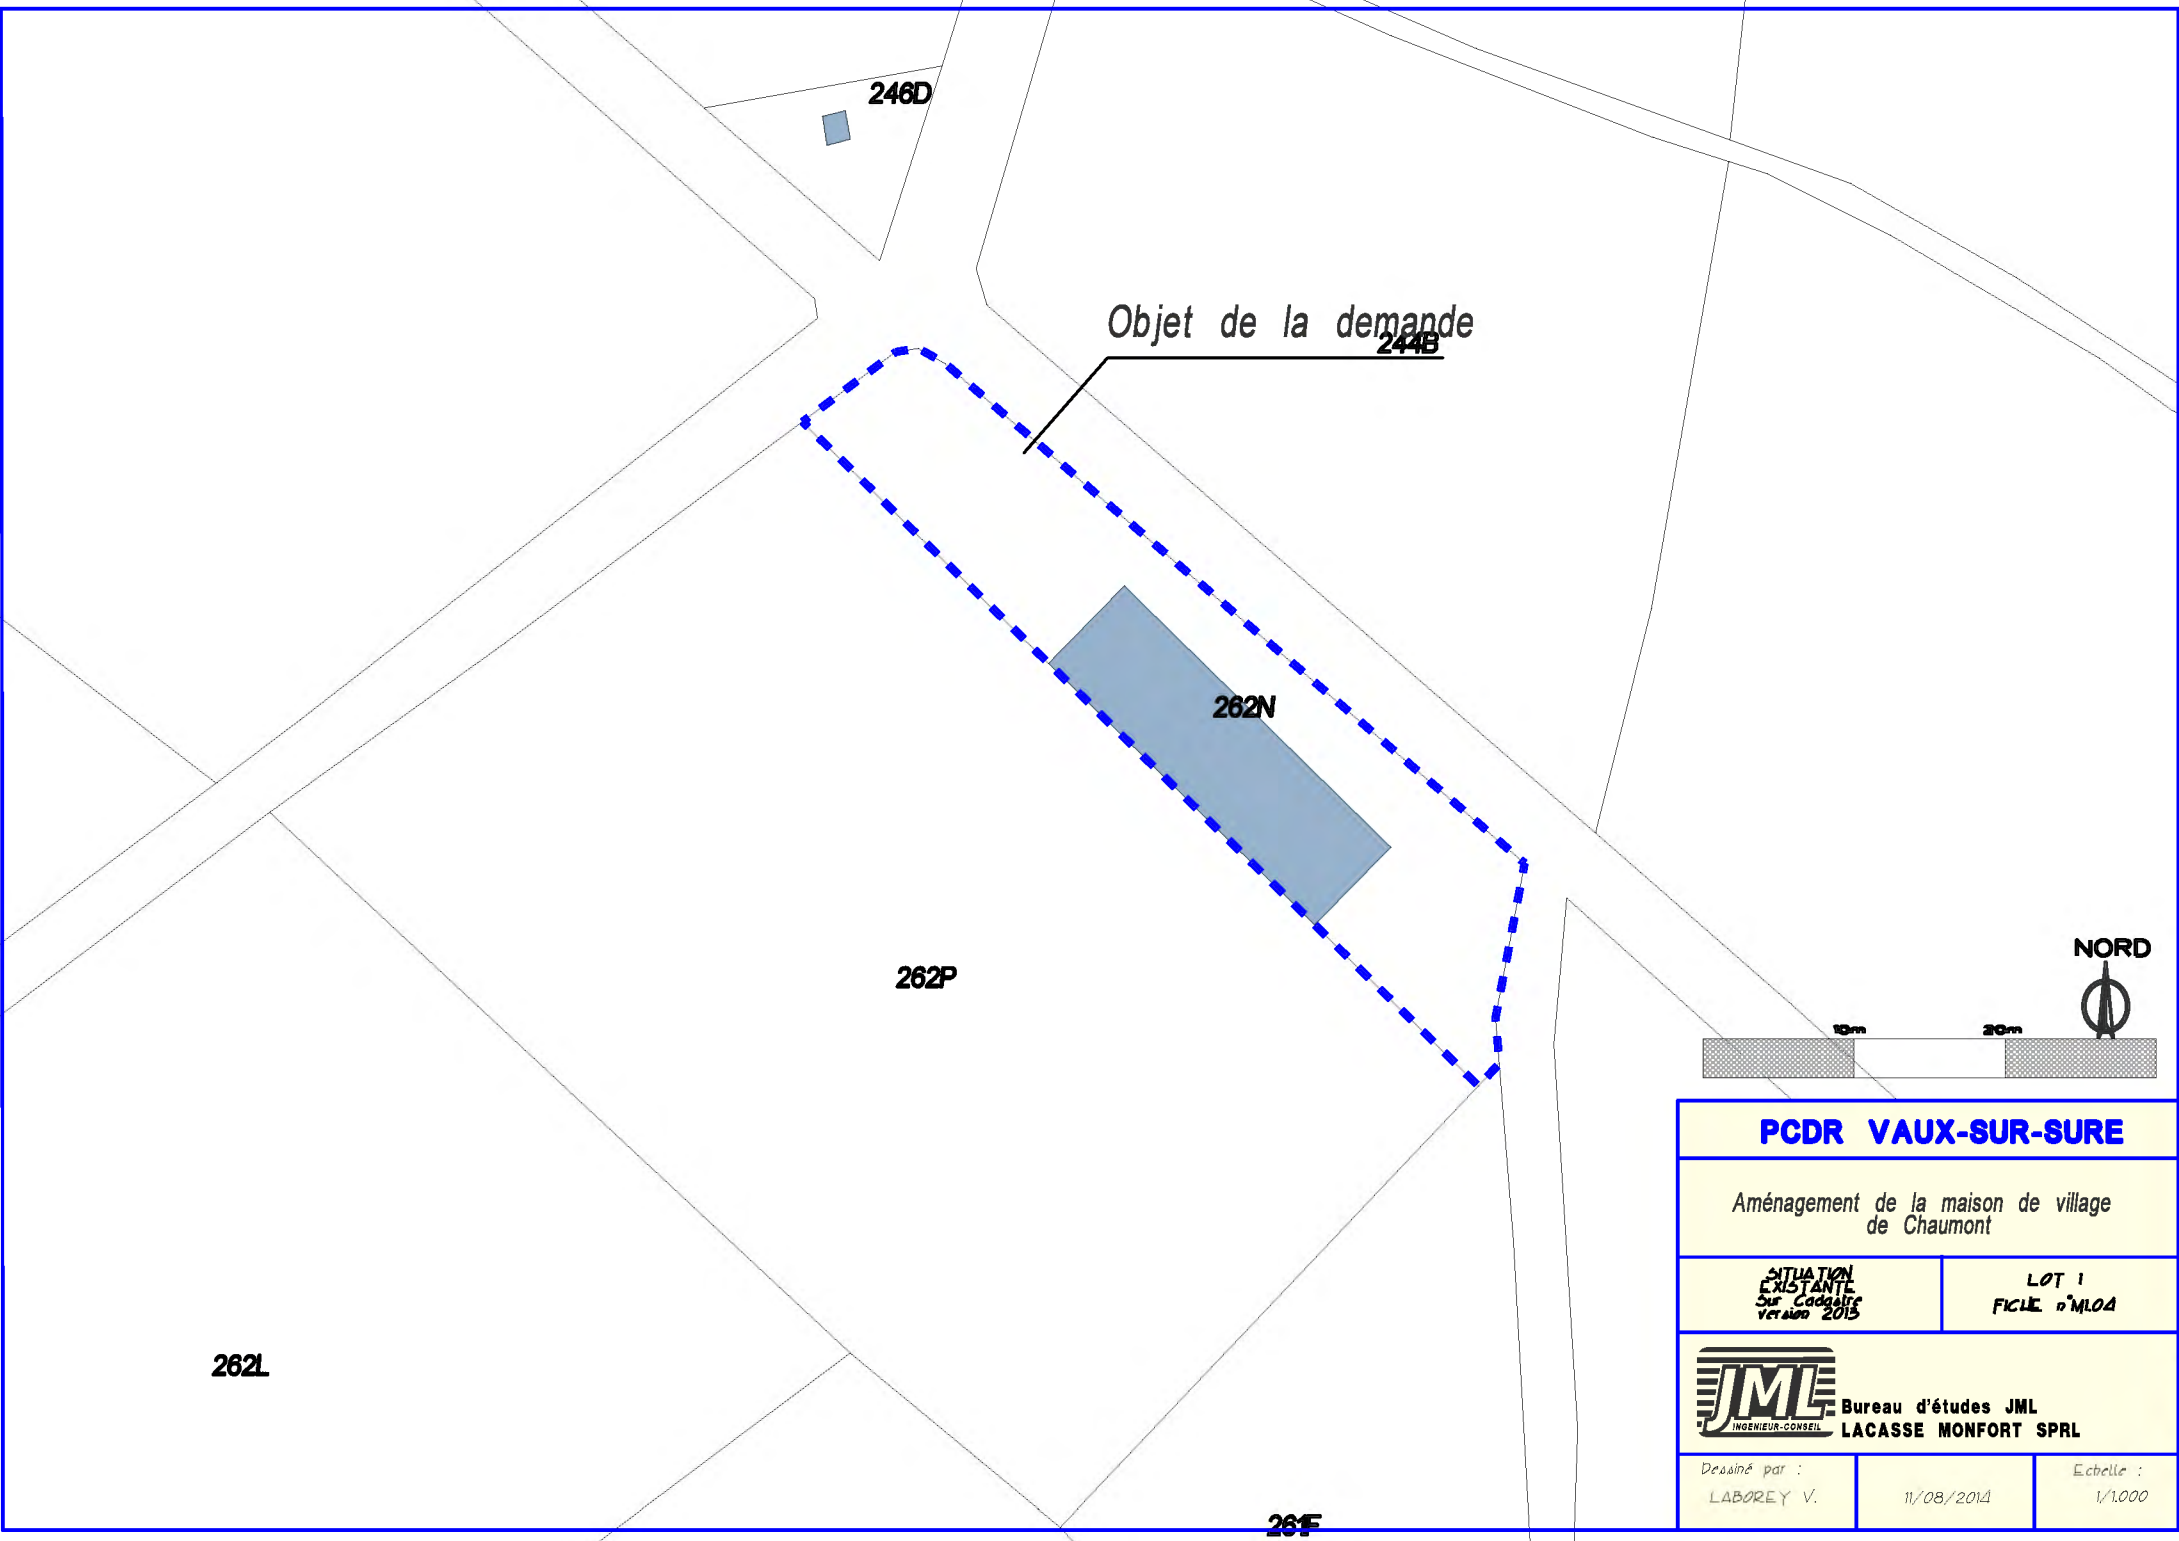 246D
Objet de la demande
244B
262N
262P
NORD
10m 20m
PCDR VAUX-SUR-SURE
Aménagement de la maison de village
de Chaumont
SITUATION
EXISTANTE
Sur Cadastre
version 2013
LOT 1
FICHE n°M1.04
JML
INGENIEUR-CONSEIL
Bureau d'études JML
LACASSE MONFORT SPRL
262L
Dessiné par :
LABOREY V.
11/08/2014
Echelle :
1/1.000
261F